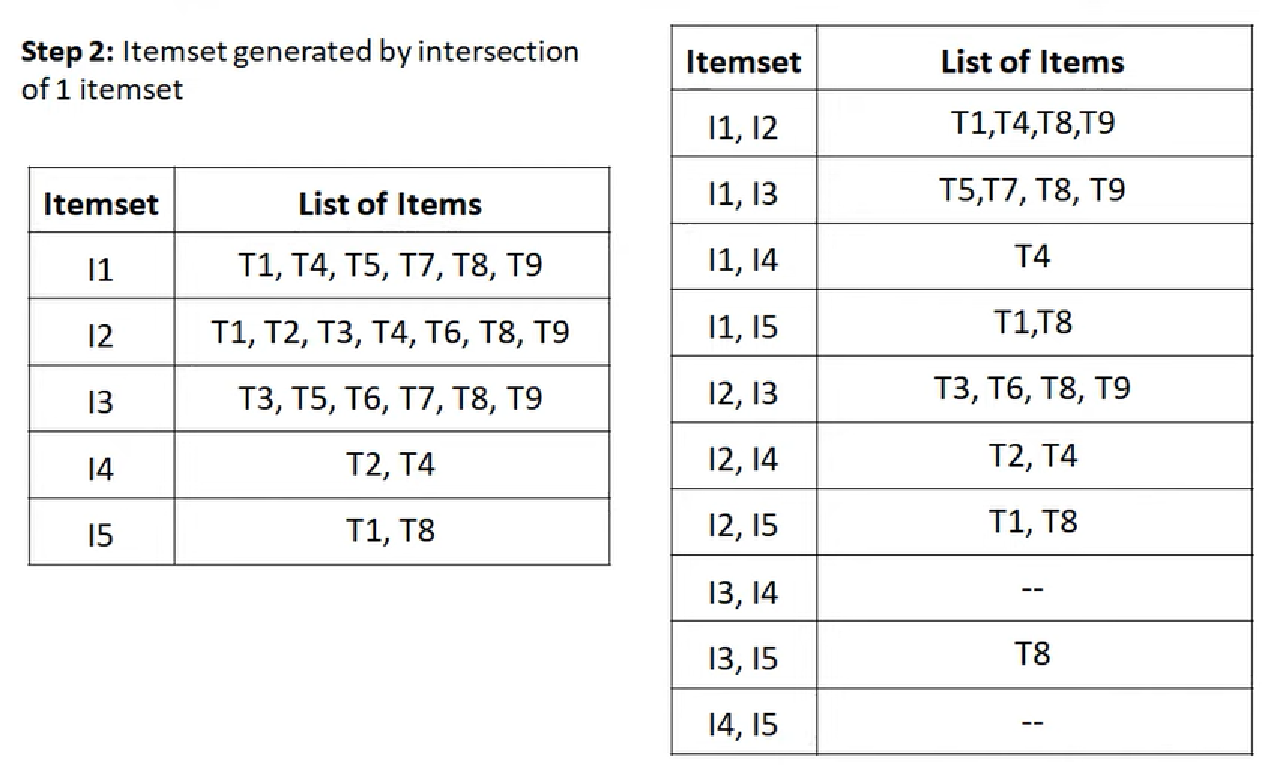 Step 2: Itemset generated by intersection
of 1 itemset
Itemset List of Items
I1 T1, T4, T5, T7, T8, T9
I2 T1, T2, T3, T4, T6, T8, T9
I3 T3, T5, T6, T7, T8, T9
I4 T2, T4
I5 T1, T8
Itemset List of Items
I1, I2 T1,T4,T8,T9
I1, I3 T5,T7, T8, T9
I1, I4 T4
I1, I5 T1,T8
I2, I3 T3, T6, T8, T9
I2, I4 T2, T4
I2, I5 T1, T8
I3, I4 --
I3, I5 T8
I4, I5 --